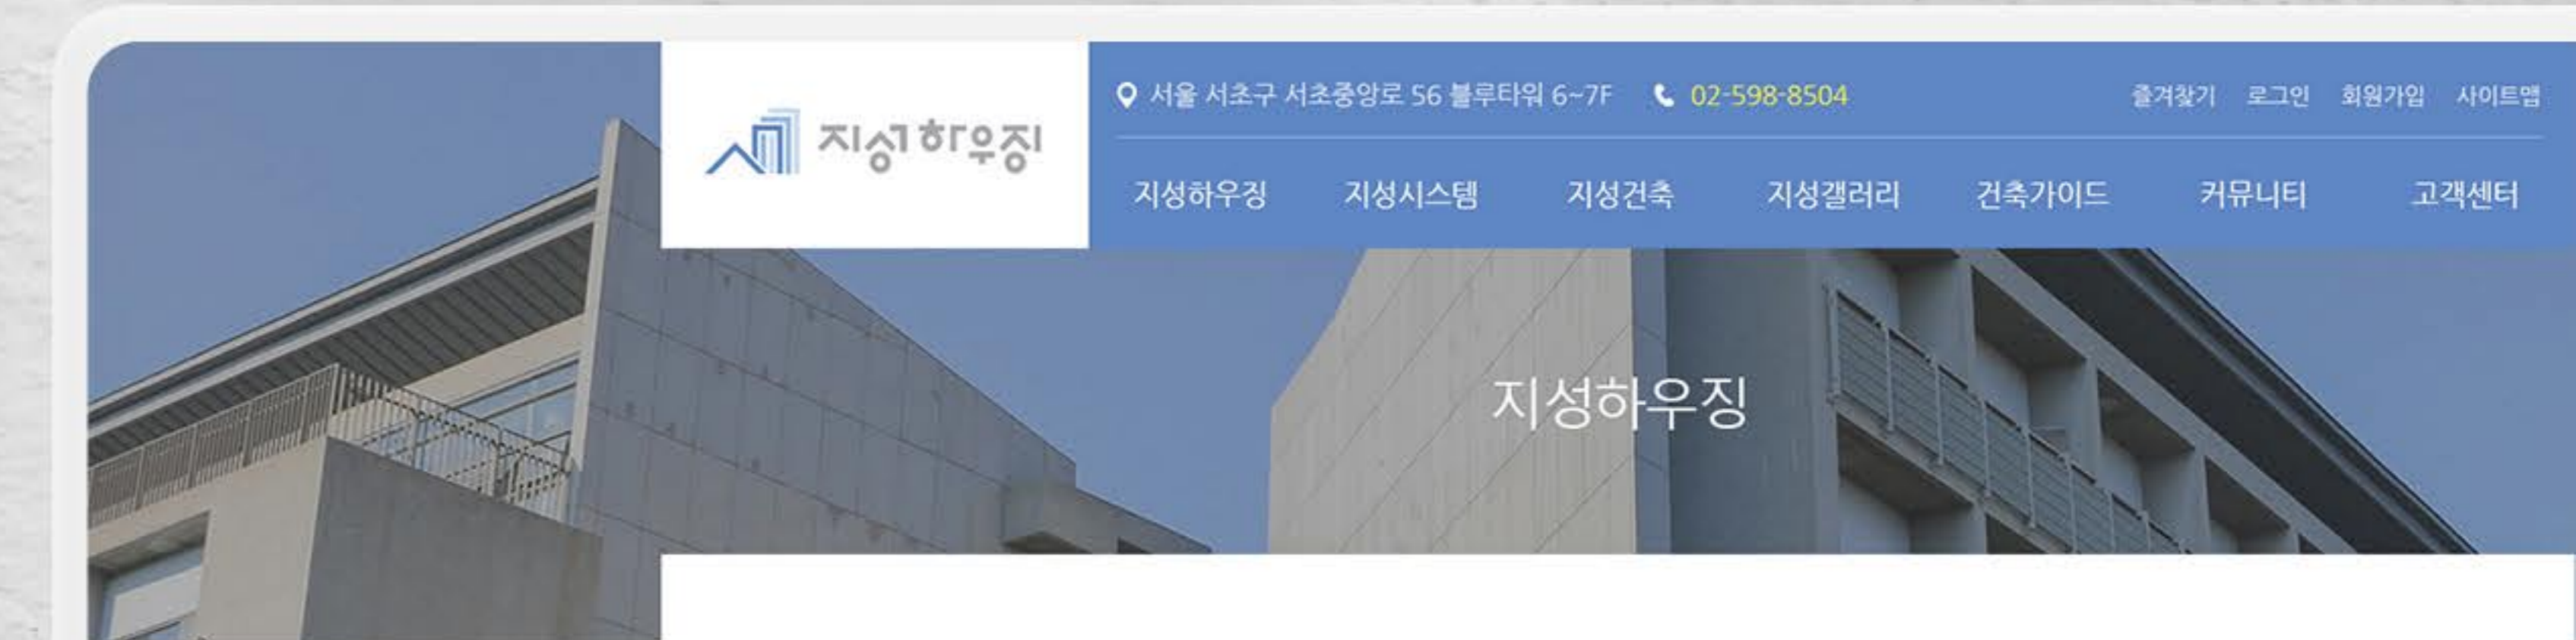 지성하우징
서울 서초구 서초중앙로 56 블루타워 6~7F 02-598-8504 즐겨찾기 로그인 회원가입 사이트맵
지성하우징 지성시스템 지성건축 지성갤러리 건축가이드 커뮤니티 고객센터
지성하우징